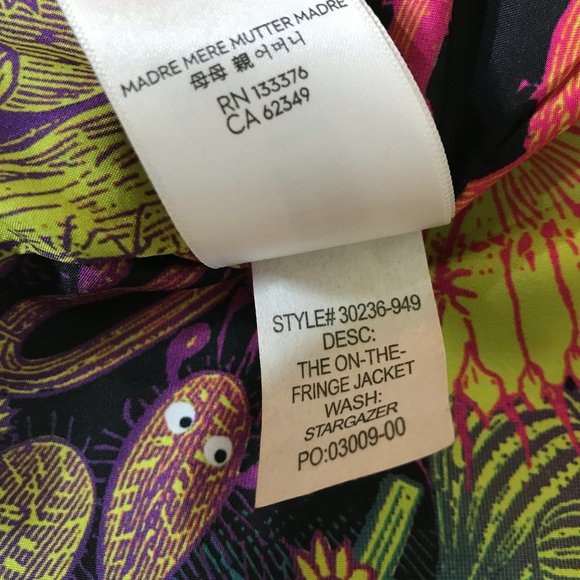 MADRE MERE MUTTER MADRE
母母 親 어머니
RN 133376
CA 62349
STYLE# 30236-949
DESC:
THE ON-THE-
FRINGE JACKET
WASH:
STARGAZER
PO:03009-00